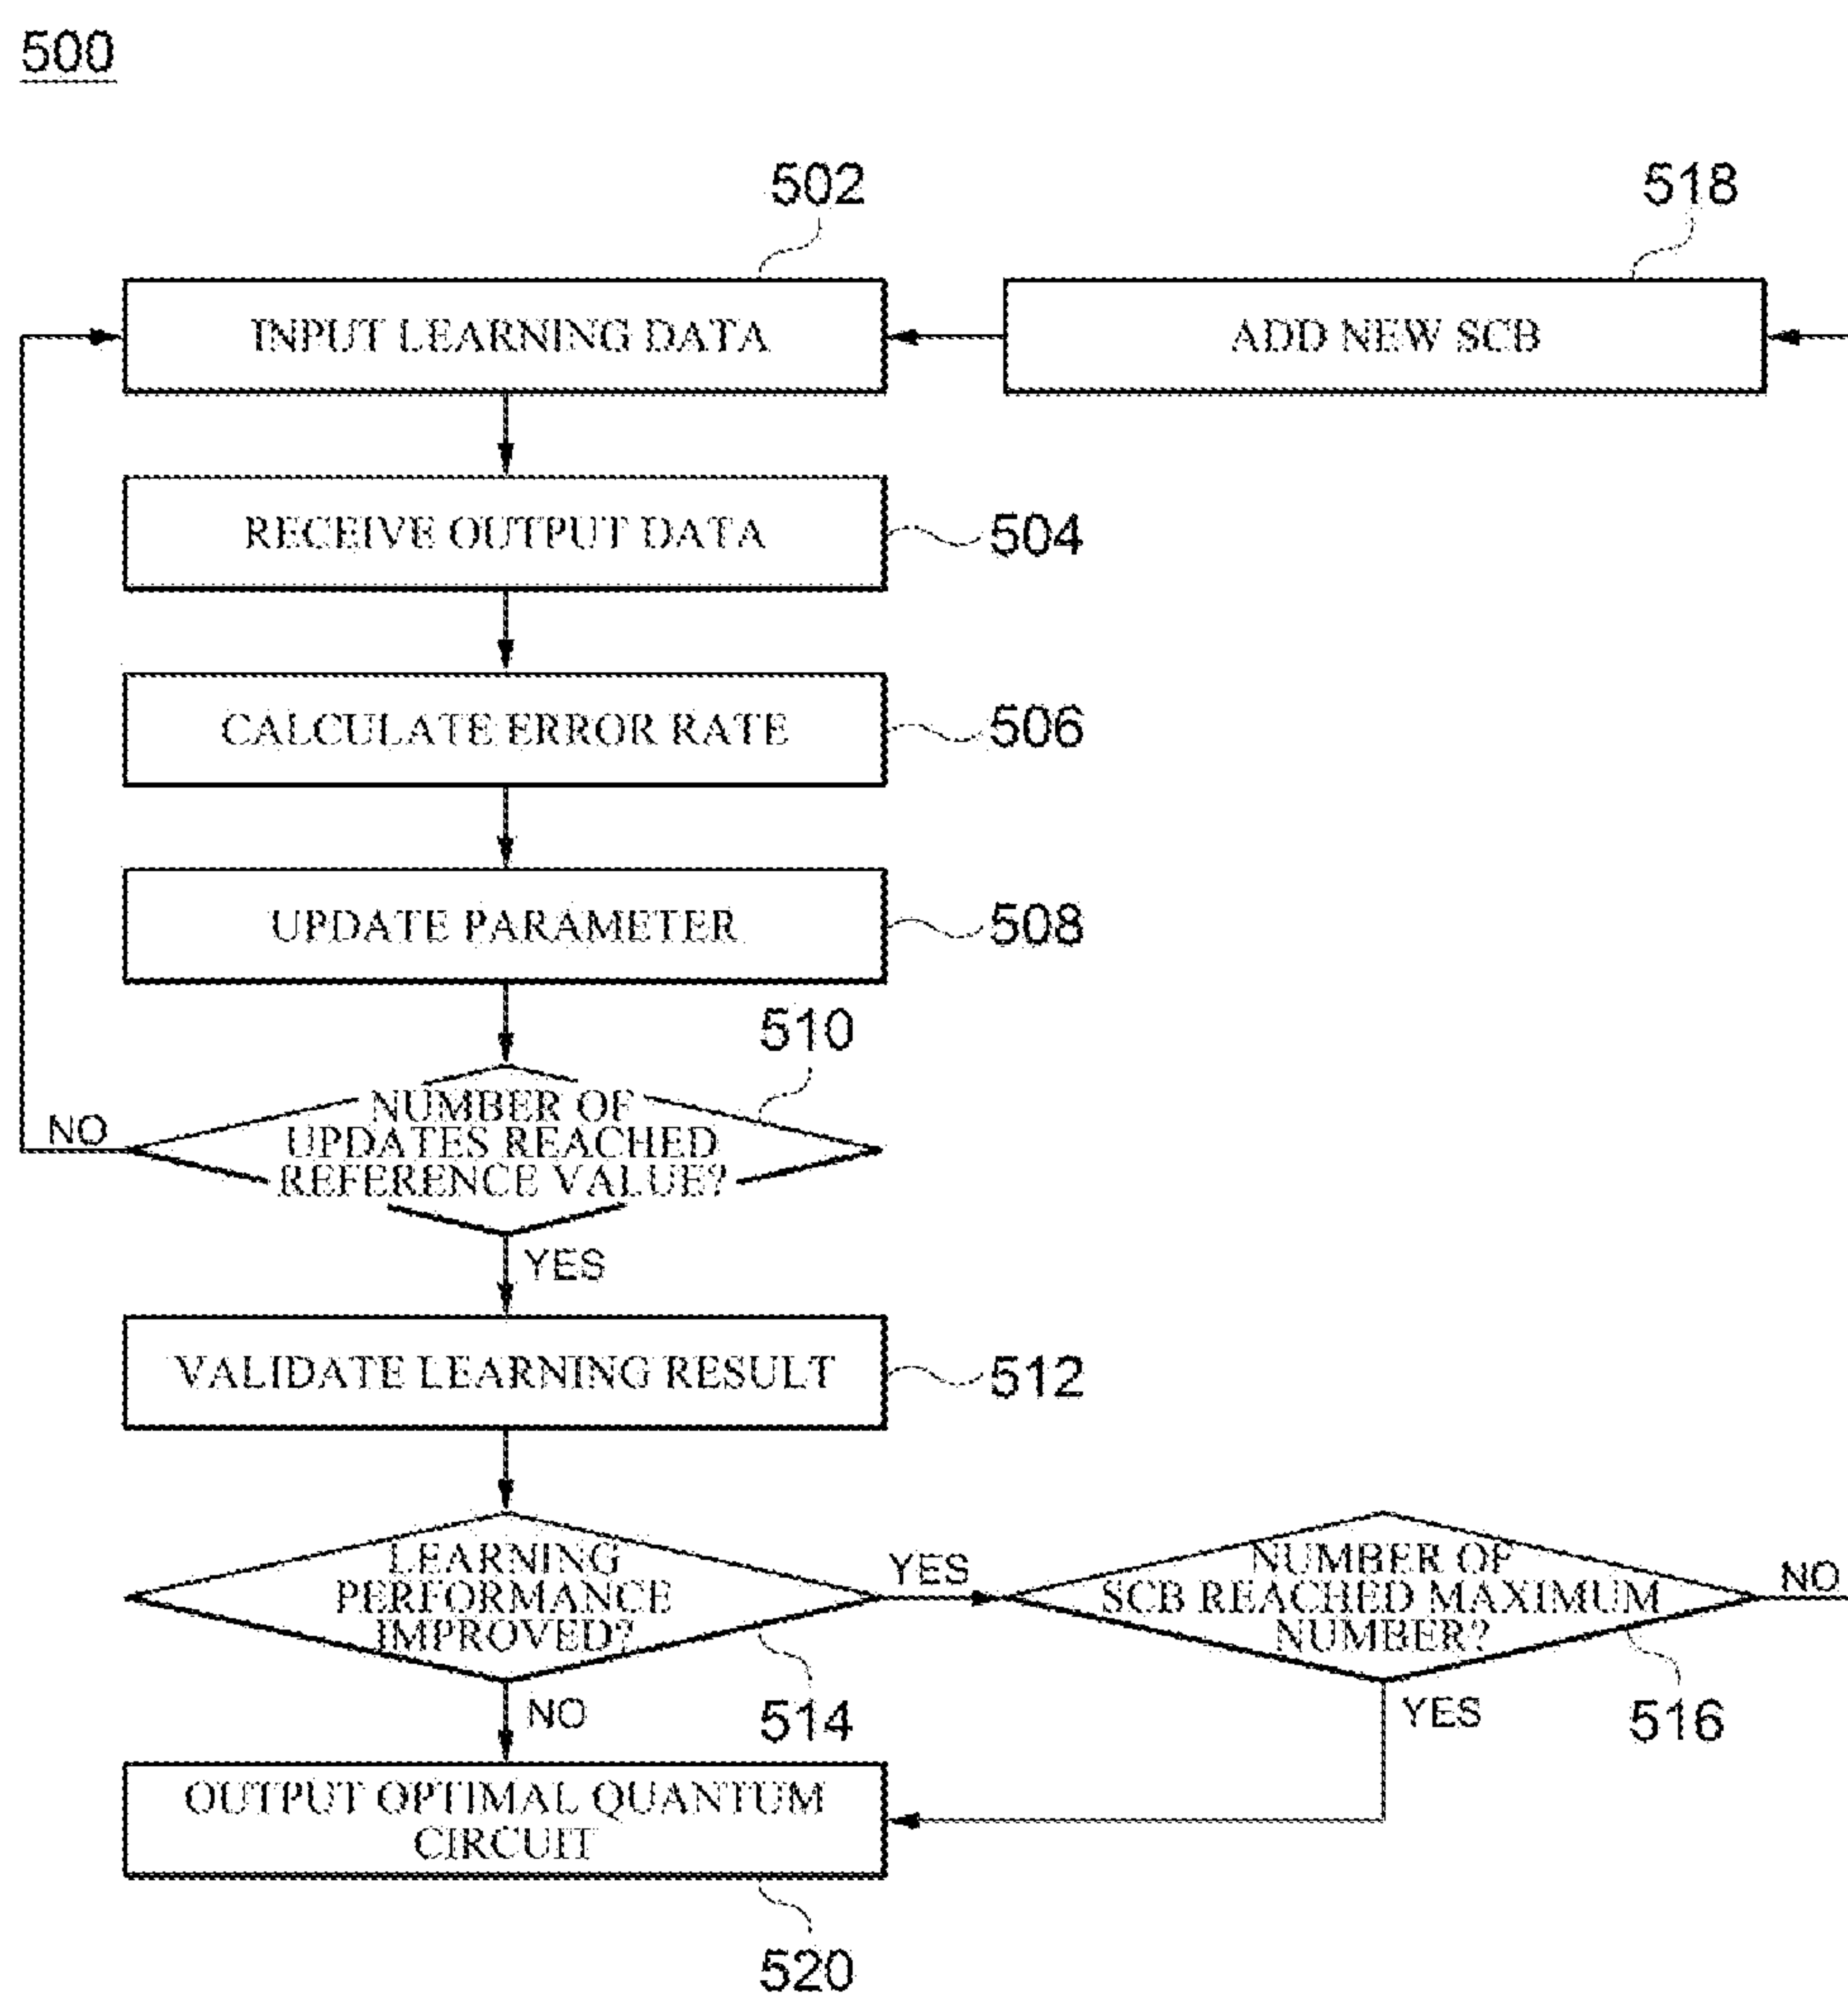 500
502
518
INPUT LEARNING DATA
ADD NEW SCB
RECEIVE OUTPUT DATA
504
CALCULATE ERROR RATE
506
UPDATE PARAMETER
508
510
NUMBER OF
UPDATES REACHED
REFERENCE VALUE?
NO
YES
VALIDATE LEARNING RESULT
512
LEARNING
PERFORMANCE
IMPROVED?
YES
NUMBER OF
SCB REACHED MAXIMUM
NUMBER?
NO
NO
514
YES
516
OUTPUT OPTIMAL QUANTUM
CIRCUIT
520